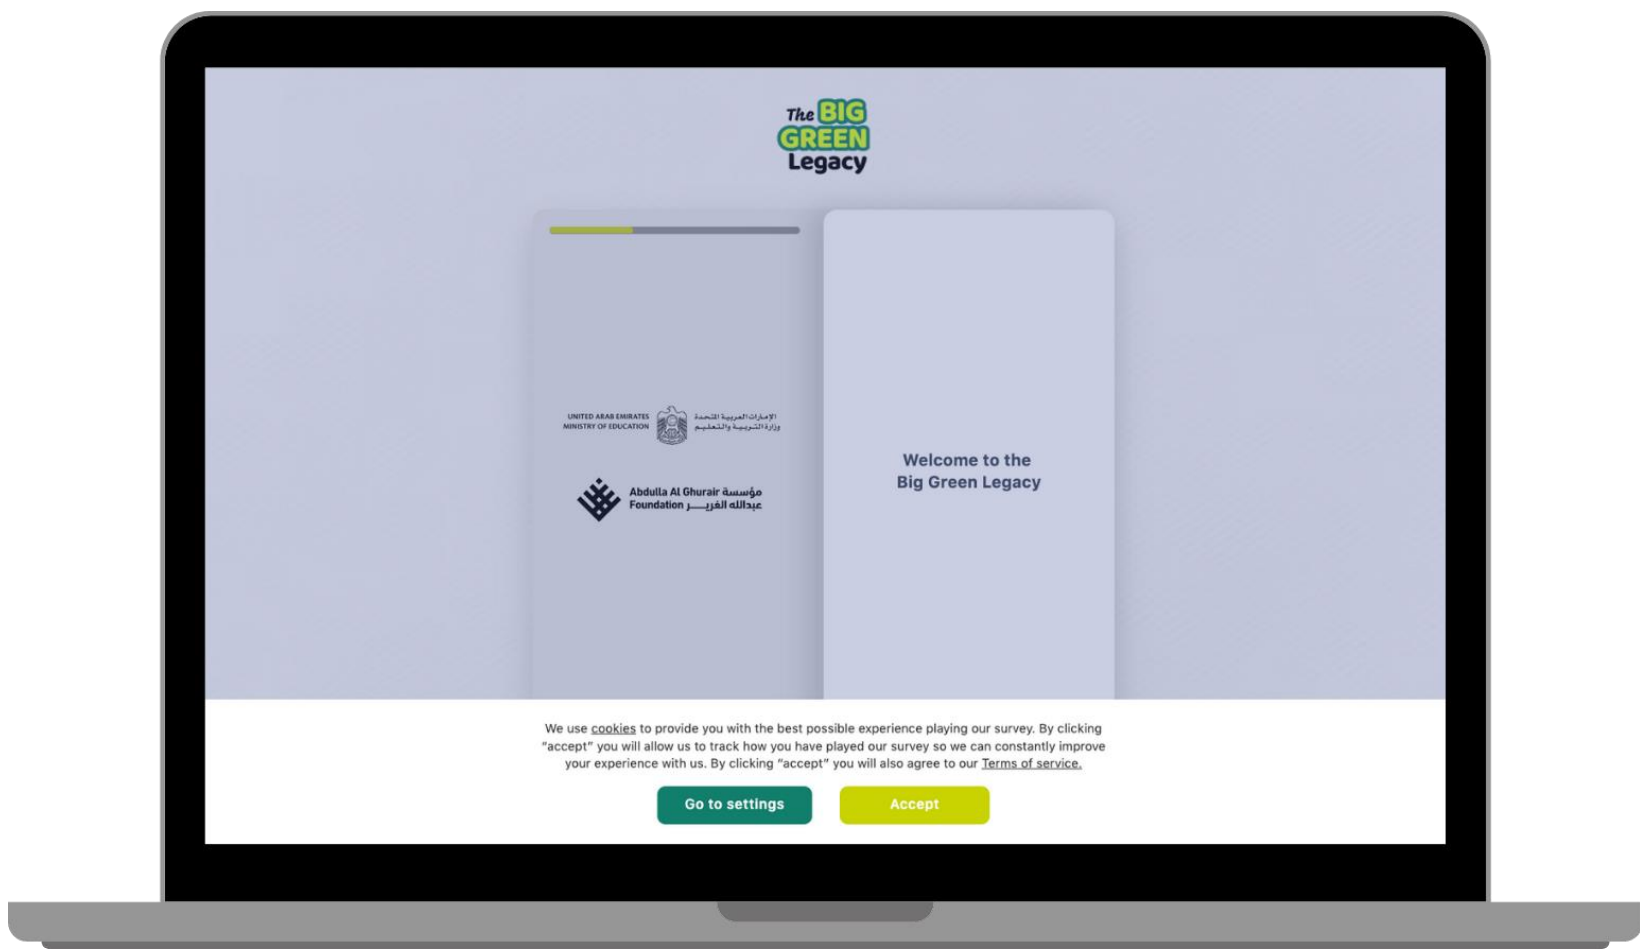 The BIG
GREEN
Legacy
UNITED ARAB EMIRATES
MINISTRY OF EDUCATION
الإمارات العربية المتحدة
وزارة التربية والتعليم
Abdulla Al Ghurair مؤسسة
Foundation عبدالله الغرير
Welcome to the
Big Green Legacy
We use cookies to provide you with the best possible experience playing our survey. By clicking
“accept” you will allow us to track how you have played our survey so we can constantly improve
your experience with us. By clicking “accept” you will also agree to our Terms of service.
Go to settings
Accept